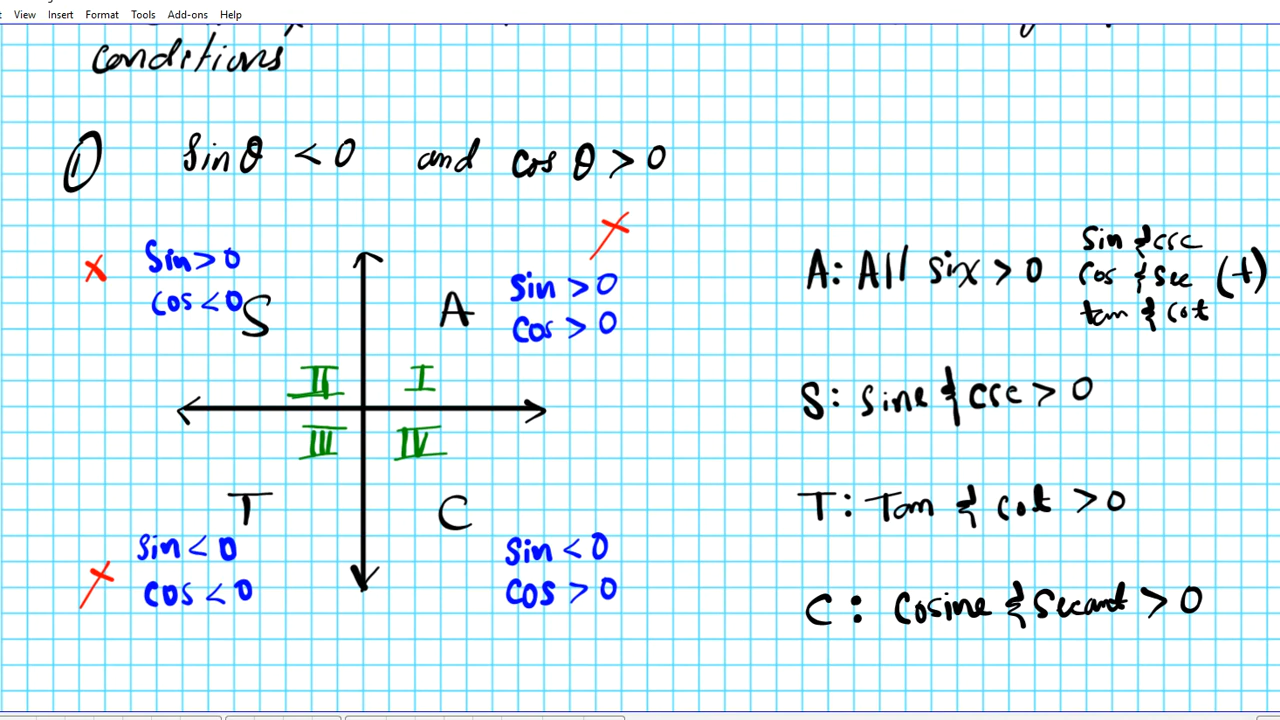 View Insert Format Tools Add-ons Help
conditions
① sin θ < 0 and cos θ > 0
sin > 0
cos < 0
S
A
sin > 0
cos > 0
II
I
III
IV
T
sin < 0
cos < 0
C
sin < 0
cos > 0
A: All six > 0
sin & csc
cos & sec (+)
tan & cot
S: sine & csc > 0
T: Tan & cot > 0
C: Cosine & Secant > 0